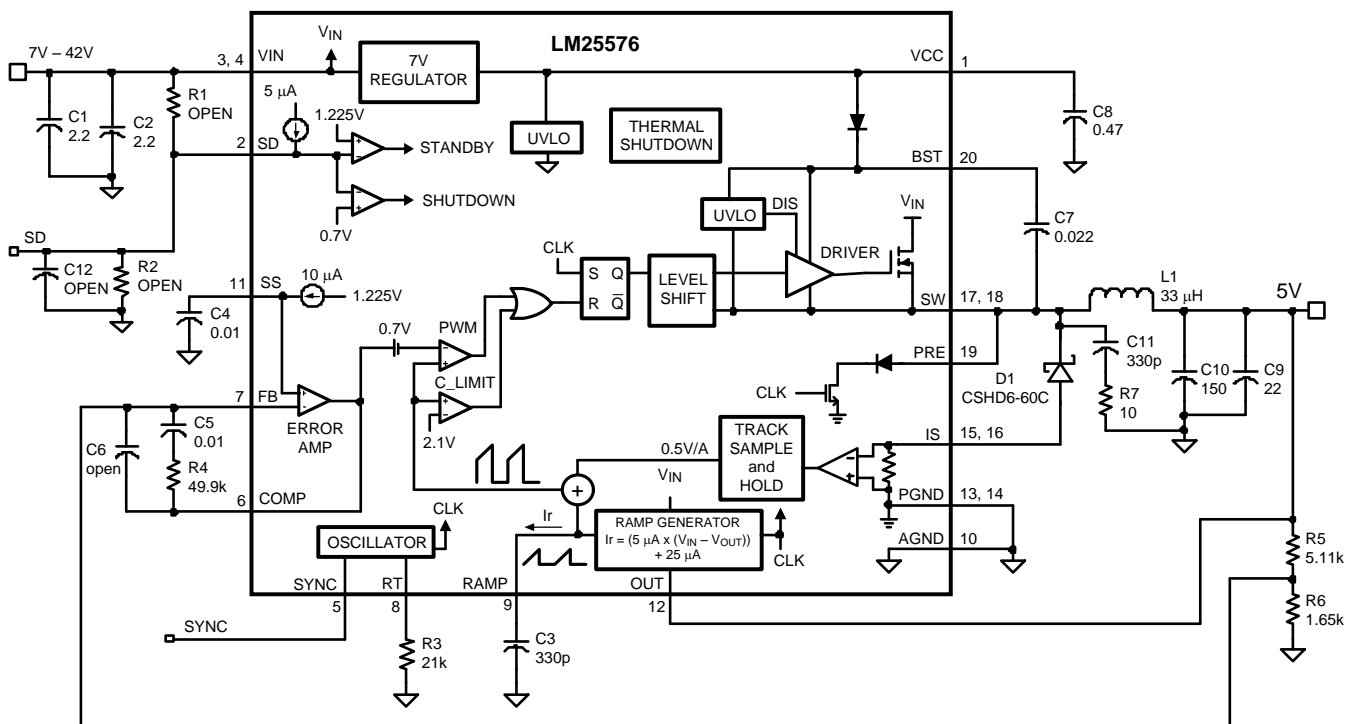 LM25576
7V – 42V
3, 4
VIN
V_IN
7V
REGULATOR
VCC
1
R1
OPEN
C1
2.2
C2
2.2
5 μA
1.225V
2
SD
STANDBY
SHUTDOWN
0.7V
UVLO
THERMAL
SHUTDOWN
C8
0.47
BST
20
UVLO
DIS
V_IN
DRIVER
C7
0.022
SD
C12
OPEN
R2
OPEN
11
SS
10 μA
1.225V
C4
0.01
CLK
S
Q
R
Q̅
LEVEL
SHIFT
SW
17, 18
L1
33 μH
5V
0.7V
PWM
C_LIMIT
2.1V
PRE
19
CLK
D1
CSHD6-60C
C11
330p
R7
10
C10
150
C9
22
7
FB
ERROR
AMP
C6
open
C5
0.01
R4
49.9k
6
COMP
0.5V/A
TRACK
SAMPLE
and
HOLD
IS
15, 16
PGND
13, 14
AGND
10
OSCILLATOR
CLK
Ir
V_IN
RAMP GENERATOR
Ir = (5 μA x (V_IN – V_OUT))
+ 25 μA
CLK
SYNC
5
RT
8
RAMP
9
OUT
12
R5
5.11k
R6
1.65k
SYNC
R3
21k
C3
330p